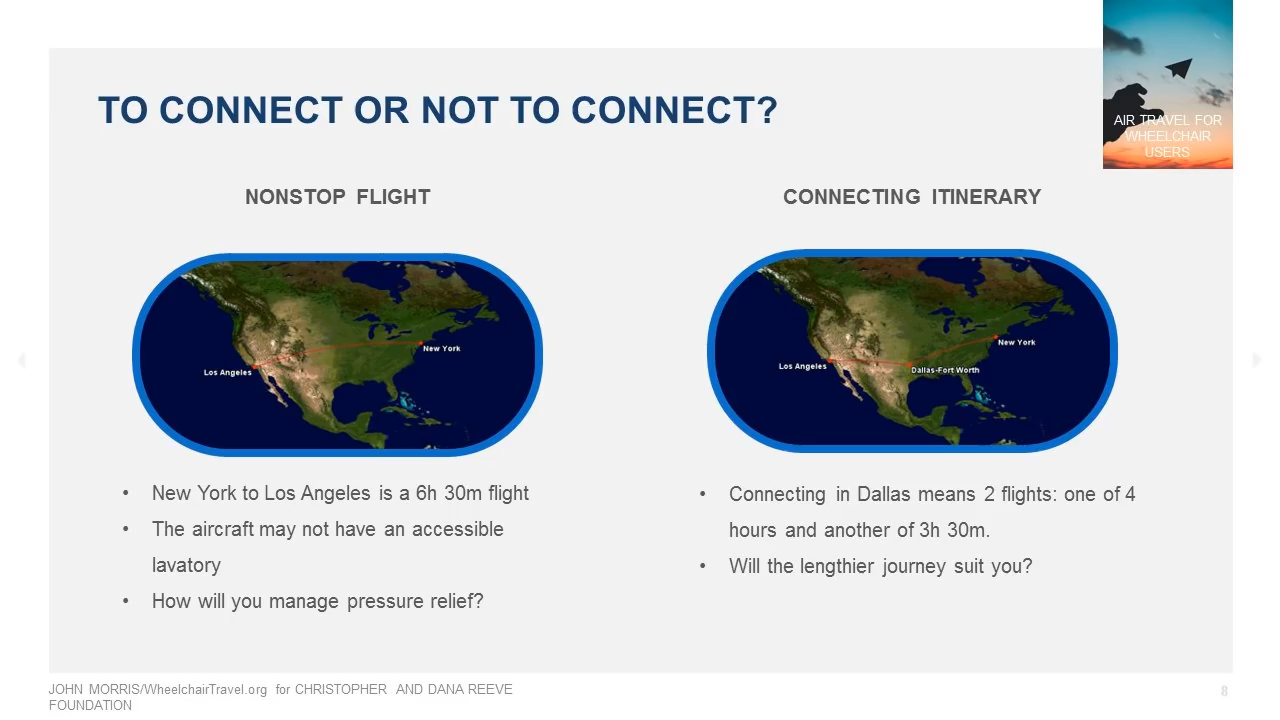 AIR TRAVEL FOR
WHEELCHAIR
USERS
TO CONNECT OR NOT TO CONNECT?
NONSTOP FLIGHT
New York
Los Angeles
• New York to Los Angeles is a 6h 30m flight
• The aircraft may not have an accessible
lavatory
• How will you manage pressure relief?
CONNECTING ITINERARY
New York
Los Angeles
Dallas-Fort Worth
• Connecting in Dallas means 2 flights: one of 4
hours and another of 3h 30m.
• Will the lengthier journey suit you?
JOHN MORRIS/WheelchairTravel.org for CHRISTOPHER AND DANA REEVE
FOUNDATION
8